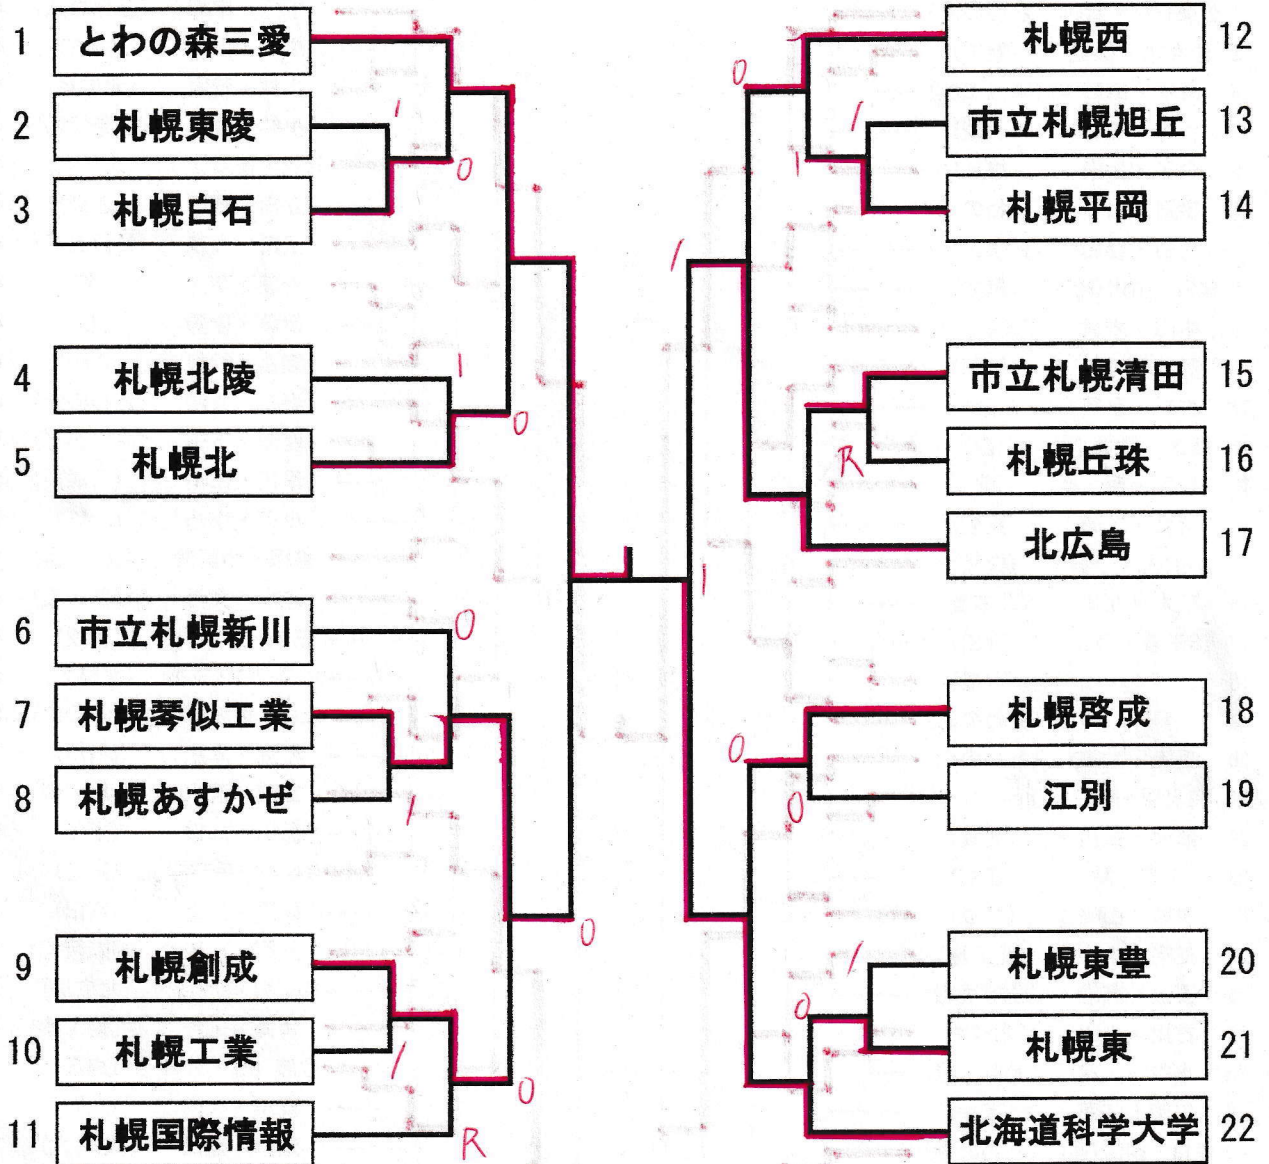 1 とわの森三愛
2 札幌東陵
3 札幌白石
4 札幌北陵
5 札幌北
6 市立札幌新川
7 札幌琴似工業
8 札幌あすかぜ
9 札幌創成
10 札幌工業
11 札幌国際情報
1
0
1
0
0
1
0
1
0
R
札幌西 12
市立札幌旭丘 13
札幌平岡 14
市立札幌清田 15
札幌丘珠 16
北広島 17
札幌啓成 18
江別 19
札幌東豊 20
札幌東 21
北海道科学大学 22
0
1
1
1
R
1
0
0
1
0